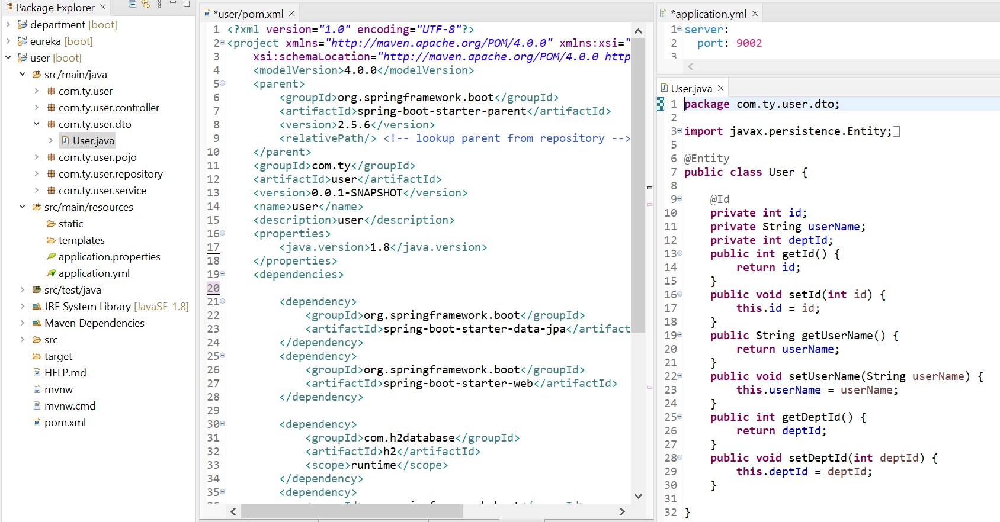 Package Explorer
department [boot]
eureka [boot]
user [boot]
src/main/java
com.ty.user
com.ty.user.controller
com.ty.user.dto
User.java
com.ty.user.pojo
com.ty.user.repository
com.ty.user.service
src/main/resources
static
templates
application.properties
application.yml
src/test/java
JRE System Library [JavaSE-1.8]
Maven Dependencies
src
target
HELP.md
mvnw
mvnw.cmd
pom.xml
*user/pom.xml
1 <?xml version="1.0" encoding="UTF-8"?>
2 <project xmlns="http://maven.apache.org/POM/4.0.0" xmlns:xsi="
3 xsi:schemaLocation="http://maven.apache.org/POM/4.0.0 http
4 <modelVersion>4.0.0</modelVersion>
5 <parent>
6 <groupId>org.springframework.boot</groupId>
7 <artifactId>spring-boot-starter-parent</artifactId>
8 <version>2.5.6</version>
9 <relativePath/> <!-- lookup parent from repository -->
10 </parent>
11 <groupId>com.ty</groupId>
12 <artifactId>user</artifactId>
13 <version>0.0.1-SNAPSHOT</version>
14 <name>user</name>
15 <description>user</description>
16 <properties>
17 <java.version>1.8</java.version>
18 </properties>
19 <dependencies>
20
21 <dependency>
22 <groupId>org.springframework.boot</groupId>
23 <artifactId>spring-boot-starter-data-jpa</artifact
24 </dependency>
25 <dependency>
26 <groupId>org.springframework.boot</groupId>
27 <artifactId>spring-boot-starter-web</artifactId>
28 </dependency>
29
30 <dependency>
31 <groupId>com.h2database</groupId>
32 <artifactId>h2</artifactId>
33 <scope>runtime</scope>
34 </dependency>
35 <dependency>
*application.yml
1 server:
2 port: 9002
3
User.java
1 package com.ty.user.dto;
2
3 import javax.persistence.Entity;
5
6 @Entity
7 public class User {
8
9 @Id
10 private int id;
11 private String userName;
12 private int deptId;
13 public int getId() {
14 return id;
15 }
16 public void setId(int id) {
17 this.id = id;
18 }
19 public String getUserName() {
20 return userName;
21 }
22 public void setUserName(String userName) {
23 this.userName = userName;
24 }
25 public int getDeptId() {
26 return deptId;
27 }
28 public void setDeptId(int deptId) {
29 this.deptId = deptId;
30 }
31
32 }